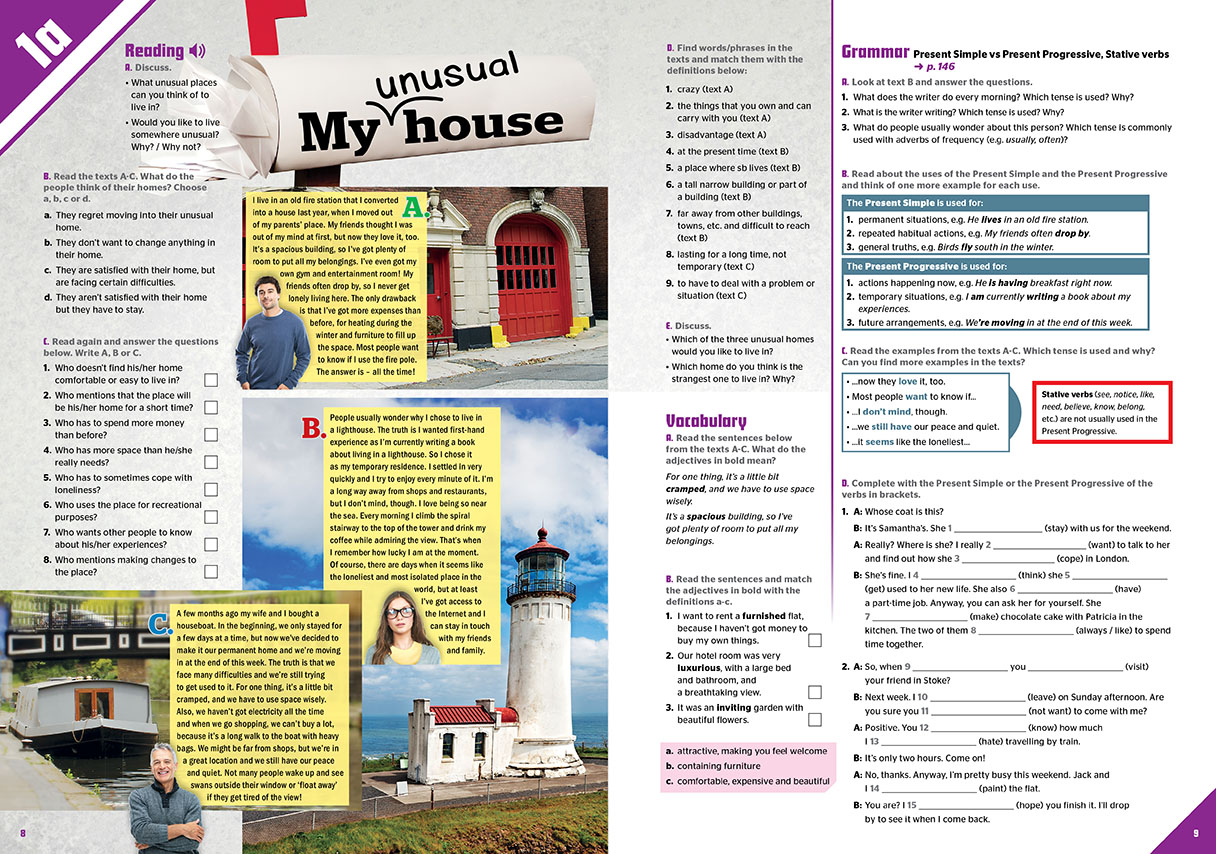 1a
Reading
A. Discuss.
• What unusual places
can you think of to
live in?
• Would you like to live
somewhere unusual?
Why? / Why not?
My unusual house
B. Read the texts A-C. What do the
people think of their homes? Choose
a, b, c or d.
a. They regret moving into their unusual
home.
b. They don't want to change anything in
their home.
c. They are satisfied with their home, but
are facing certain difficulties.
d. They aren't satisfied with their home
but they have to stay.
C. Read again and answer the questions
below. Write A, B or C.
1. Who doesn't find his/her home
comfortable or easy to live in?
2. Who mentions that the place will
be his/her home for a short time?
3. Who has to spend more money
than before?
4. Who has more space than he/she
really needs?
5. Who has to sometimes cope with
loneliness?
6. Who uses the place for recreational
purposes?
7. Who wants other people to know
about his/her experiences?
8. Who mentions making changes to
the place?
A.
I live in an old fire station that I converted
into a house last year, when I moved out
of my parents' place. My friends thought I was
out of my mind at first, but now they love it, too.
It's a spacious building, so I've got plenty of
room to put all my belongings. I've even got my
own gym and entertainment room! My
friends often drop by, so I never get
lonely living here. The only drawback
is that I've got more expenses than
before, for heating during the
winter and furniture to fill up
the space. Most people want
to know if I use the fire pole.
The answer is – all the time!
B.
People usually wonder why I chose to live in
a lighthouse. The truth is I wanted first-hand
experience as I'm currently writing a book
about living in a lighthouse. So I chose it
as my temporary residence. I settled in very
quickly and I try to enjoy every minute of it. I'm
a long way away from shops and restaurants,
but I don't mind, though. I love being so near
the sea. Every morning I climb the spiral
stairway to the top of the tower and drink my
coffee while admiring the view. That's when
I remember how lucky I am at the moment.
Of course, there are days when it seems like
the loneliest and most isolated place in the
world, but at least
I've got access to
the Internet and I
can stay in touch
with my friends
and family.
C.
A few months ago my wife and I bought a
houseboat. In the beginning, we only stayed for
a few days at a time, but now we've decided to
make it our permanent home and we're moving
in at the end of this week. The truth is that we
face many difficulties and we're still trying
to get used to it. For one thing, it's a little bit
cramped, and we have to use space wisely.
Also, we haven't got electricity all the time
and when we go shopping, we can't buy a lot,
because it's a long walk to the boat with heavy
bags. We might be far from shops, but we're in
a great location and we still have our peace
and quiet. Not many people wake up and see
swans outside their window or 'float away'
if they get tired of the view!
8
D. Find words/phrases in the
texts and match them with the
definitions below:
1. crazy (text A)
2. the things that you own and can
carry with you (text A)
3. disadvantage (text A)
4. at the present time (text B)
5. a place where sb lives (text B)
6. a tall narrow building or part of
a building (text B)
7. far away from other buildings,
towns, etc. and difficult to reach
(text B)
8. lasting for a long time, not
temporary (text C)
9. to have to deal with a problem or
situation (text C)
E. Discuss.
• Which of the three unusual homes
would you like to live in?
• Which home do you think is the
strangest one to live in? Why?
Vocabulary
A. Read the sentences below
from the texts A-C. What do the
adjectives in bold mean?
For one thing, it's a little bit
cramped, and we have to use space
wisely.
It's a spacious building, so I've
got plenty of room to put all my
belongings.
B. Read the sentences and match
the adjectives in bold with the
definitions a-c.
1. I want to rent a furnished flat,
because I haven't got money to
buy my own things.
2. Our hotel room was very
luxurious, with a large bed
and bathroom, and
a breathtaking view.
3. It was an inviting garden with
beautiful flowers.
a. attractive, making you feel welcome
b. containing furniture
c. comfortable, expensive and beautiful
Grammar Present Simple vs Present Progressive, Stative verbs
→ p. 146
A. Look at text B and answer the questions.
1. What does the writer do every morning? Which tense is used? Why?
2. What is the writer writing? Which tense is used? Why?
3. What do people usually wonder about this person? Which tense is commonly
used with adverbs of frequency (e.g. usually, often)?
B. Read about the uses of the Present Simple and the Present Progressive
and think of one more example for each use.
The Present Simple is used for:
1. permanent situations, e.g. He lives in an old fire station.
2. repeated habitual actions, e.g. My friends often drop by.
3. general truths, e.g. Birds fly south in the winter.
The Present Progressive is used for:
1. actions happening now, e.g. He is having breakfast right now.
2. temporary situations, e.g. I am currently writing a book about my
experiences.
3. future arrangements, e.g. We're moving in at the end of this week.
C. Read the examples from the texts A-C. Which tense is used and why?
Can you find more examples in the texts?
• ...now they love it, too.
• Most people want to know if...
• ...I don't mind, though.
• ...we still have our peace and quiet.
• ...it seems like the loneliest...
Stative verbs (see, notice, like,
need, believe, know, belong,
etc.) are not usually used in the
Present Progressive.
D. Complete with the Present Simple or the Present Progressive of the
verbs in brackets.
1. A: Whose coat is this?
B: It's Samantha's. She 1 ____________ (stay) with us for the weekend.
A: Really? Where is she? I really 2 ____________ (want) to talk to her
and find out how she 3 ____________ (cope) in London.
B: She's fine. I 4 ____________ (think) she 5 ____________
(get) used to her new life. She also 6 ____________ (have)
a part-time job. Anyway, you can ask her for yourself. She
7 ____________ (make) chocolate cake with Patricia in the
kitchen. The two of them 8 ____________ (always / like) to spend
time together.
2. A: So, when 9 ____________ you ____________ (visit)
your friend in Stoke?
B: Next week. I 10 ____________ (leave) on Sunday afternoon. Are
you sure you 11 ____________ (not want) to come with me?
A: Positive. You 12 ____________ (know) how much
I 13 ____________ (hate) travelling by train.
B: It's only two hours. Come on!
A: No, thanks. Anyway, I'm pretty busy this weekend. Jack and
I 14 ____________ (paint) the flat.
B: You are? I 15 ____________ (hope) you finish it. I'll drop
by to see it when I come back.
9